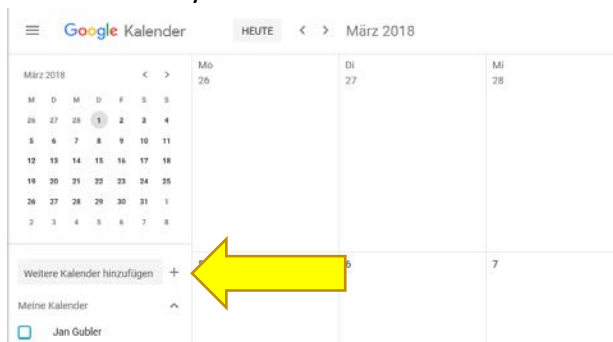 Google Kalender HEUTE < > März 2018
März 2018 < >
M D M D F S S
26 27 28 1 2 3 4
5 6 7 8 9 10 11
12 13 14 15 16 17 18
19 20 21 22 23 24 25
26 27 28 29 30 31 1
2 3 4 5 6 7 8
Mo Di Mi
26 27 28
Weitere Kalender hinzufügen +
6 7
Meine Kalender
Jan Gubler